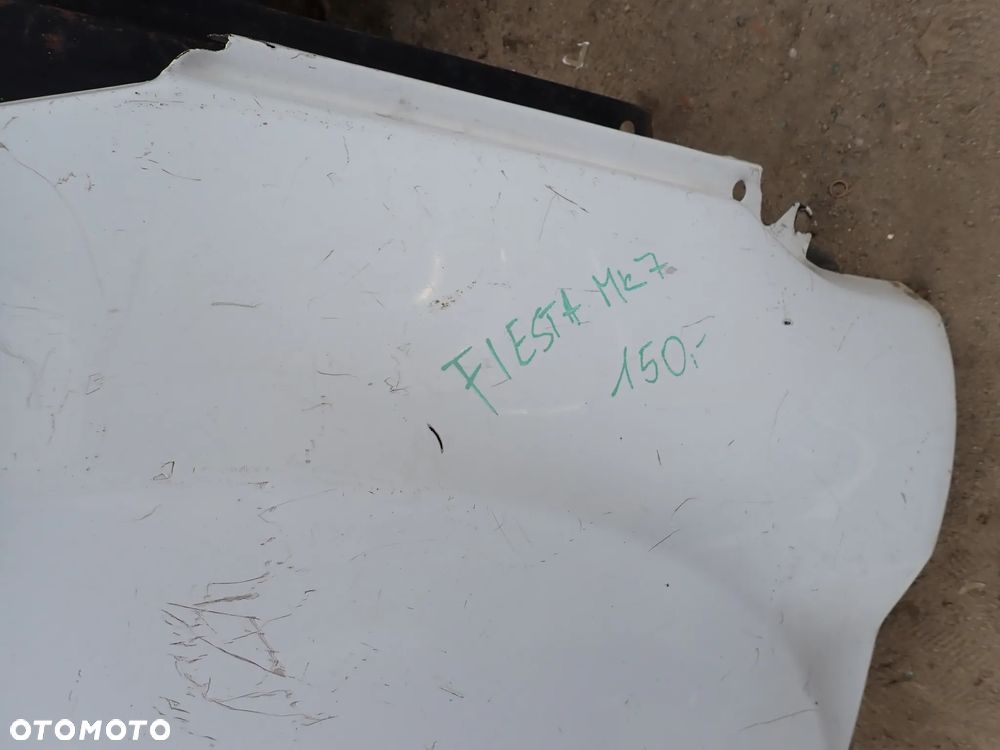 FIESTA Mk7
150,-
OTOMOTO